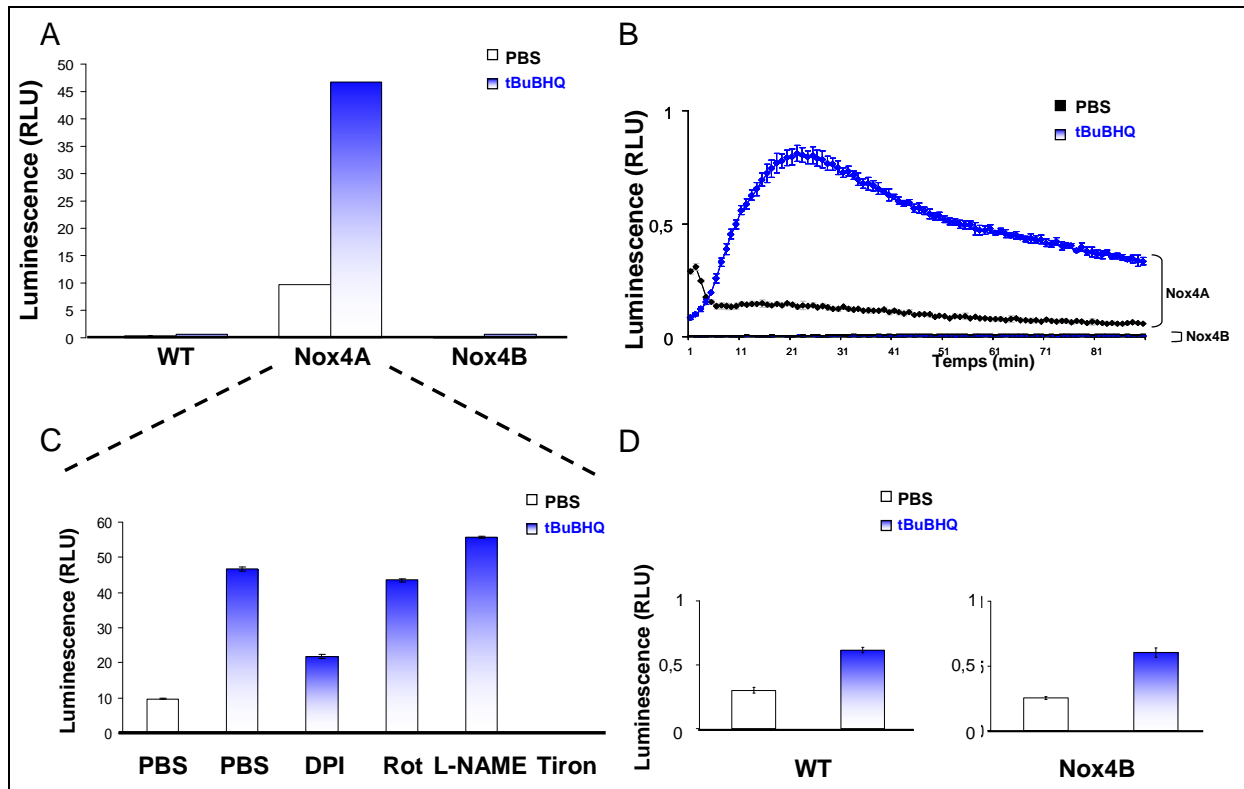 A
PBS
tBuBHQ
Luminescence (RLU)
50
45
40
35
30
25
20
15
10
5
0
WT Nox4A Nox4B
B
PBS
tBuBHQ
Luminescence (RLU)
1
0,5
0
1 11 21 31 41 51 61 71 81
Temps (min)
Nox4A
Nox4B
C
PBS
tBuBHQ
Luminescence (RLU)
60
50
40
30
20
10
0
PBS PBS DPI Rot L-NAME Tiron
D
PBS
tBuBHQ
Luminescence (RLU)
1
0,5
0
WT
1
0,5
0
Nox4B